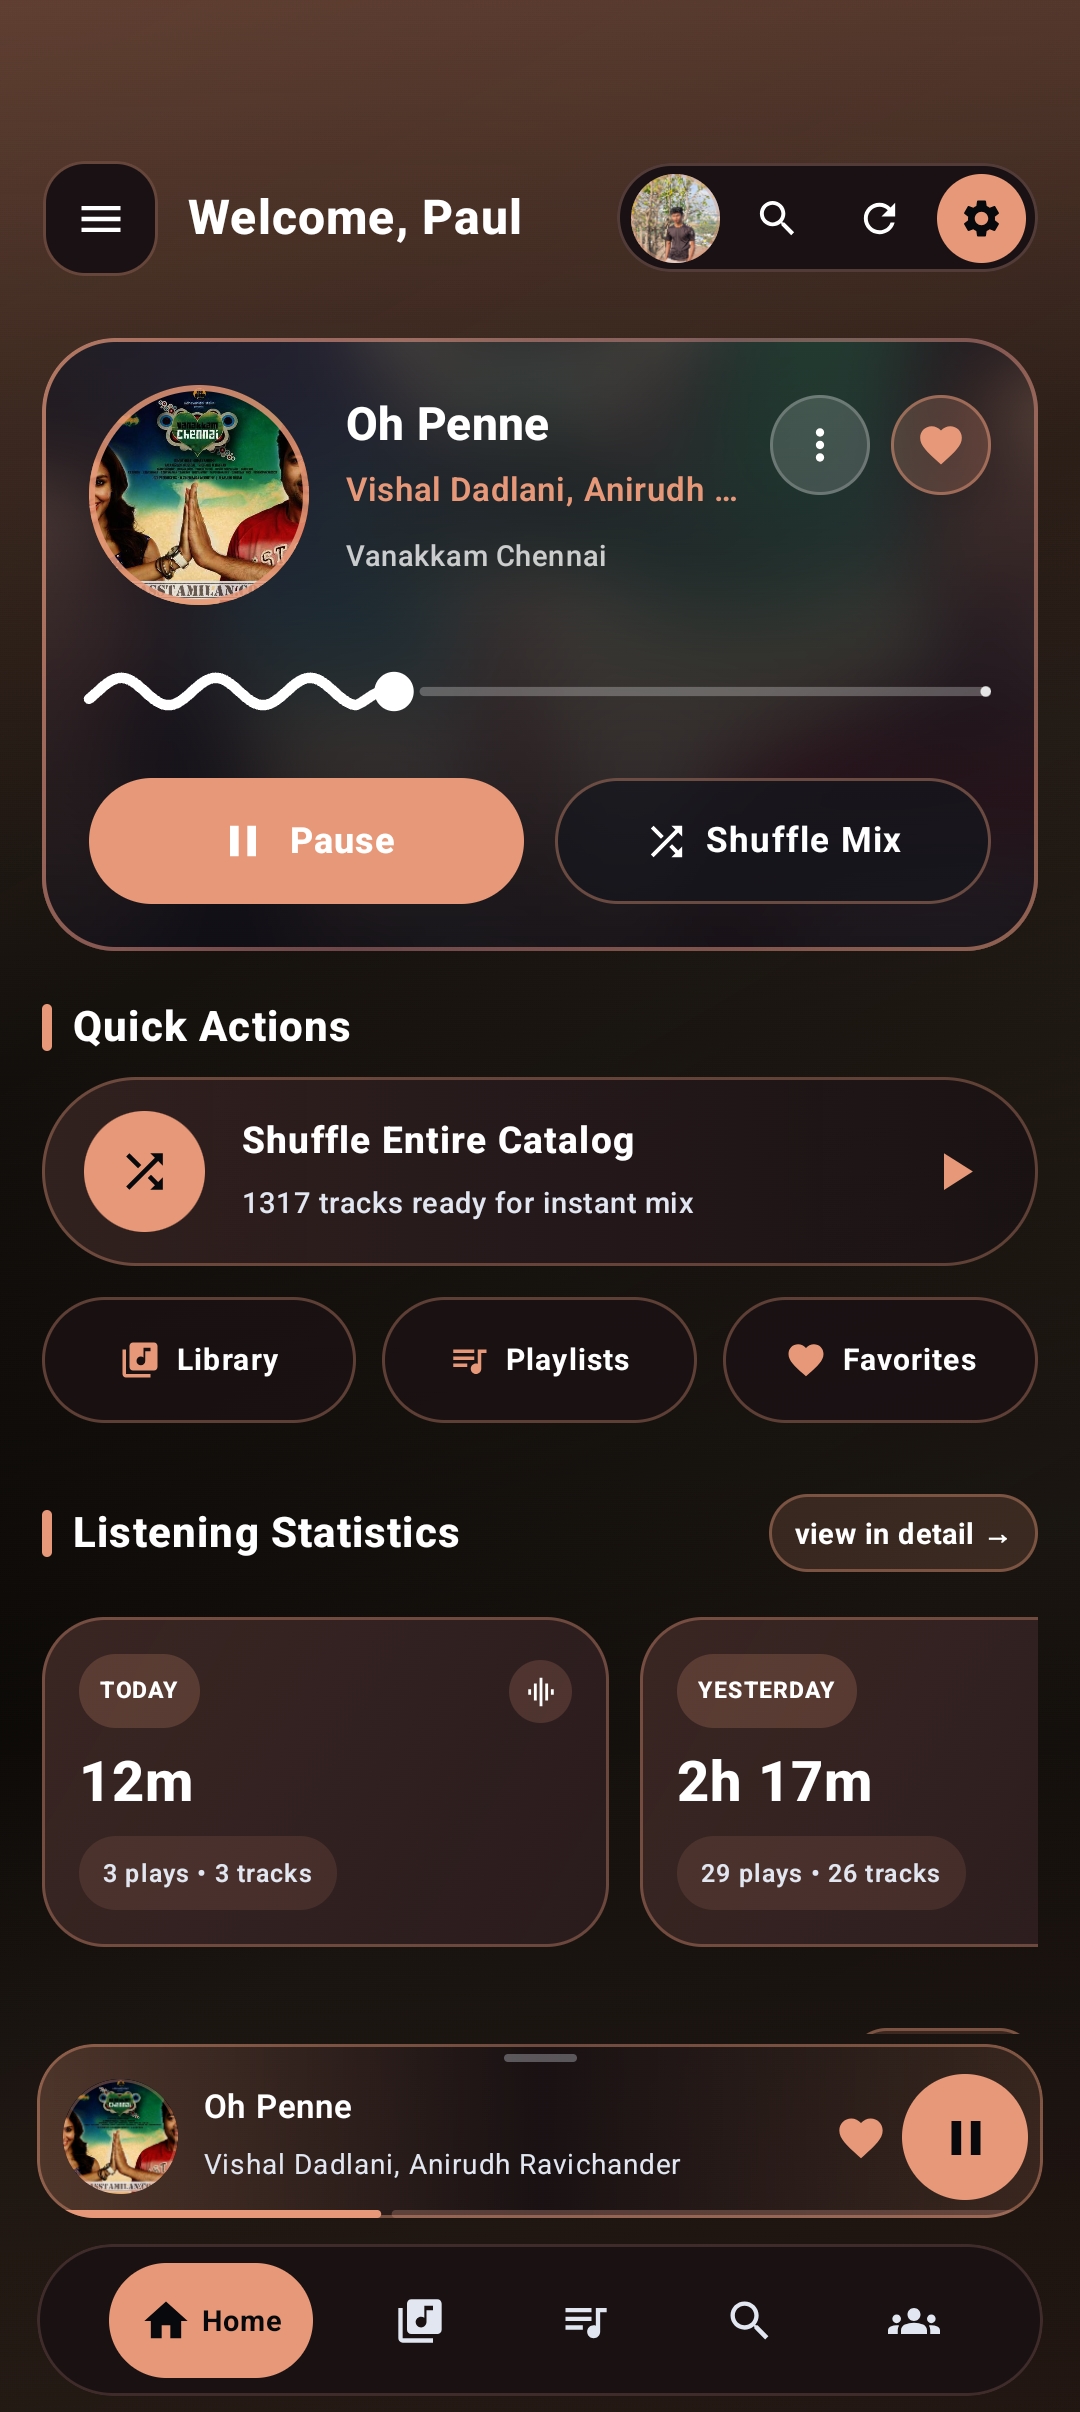 Welcome, Paul
Vanakkam
Chennai
Oh Penne
Vishal Dadlani, Anirudh ...
Vanakkam Chennai
Pause
Shuffle Mix
Quick Actions
Shuffle Entire Catalog
1317 tracks ready for instant mix
Library
Playlists
Favorites
Listening Statistics
view in detail →
TODAY
YESTERDAY
12m
2h 17m
3 plays • 3 tracks
29 plays • 26 tracks
Oh Penne
Vishal Dadlani, Anirudh Ravichander
Home